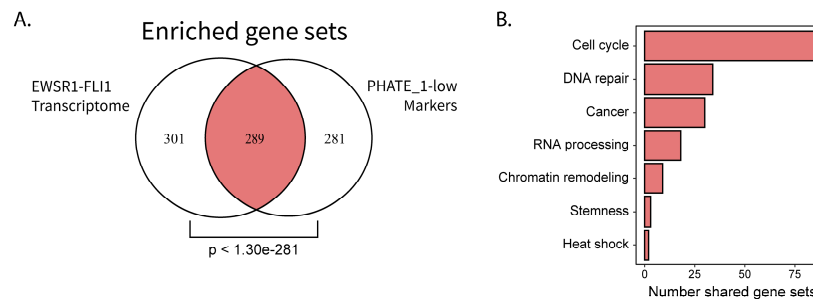 A.
Enriched gene sets
EWSR1-FLI1
Transcriptome
PHATE_1-low
Markers
301
289
281
p < 1.30e-281
B.
Cell cycle
DNA repair
Cancer
RNA processing
Chromatin remodeling
Stemness
Heat shock
0
25
50
75
Number shared gene sets